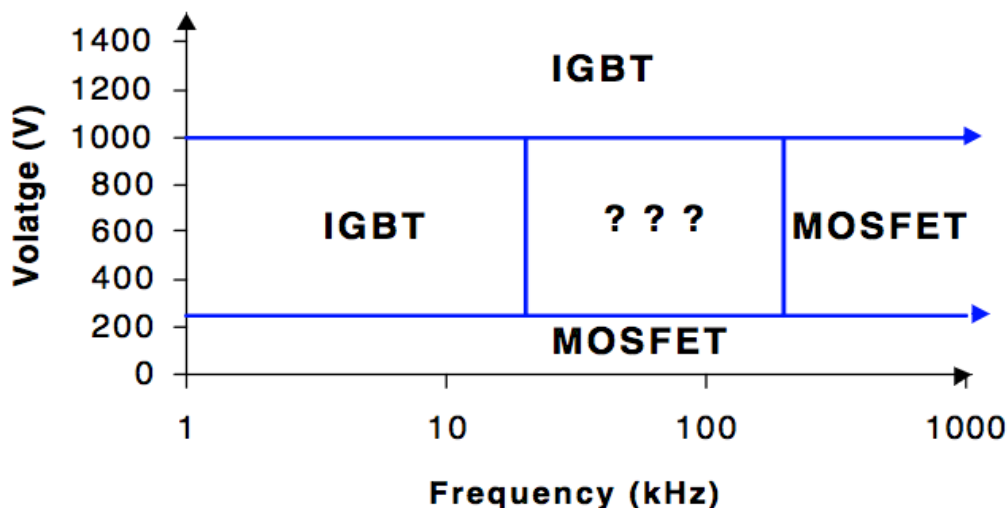 1400
IGBT
1200
Volatge (V)
1000
800
IGBT
? ? ?
MOSFET
600
400
200
MOSFET
0
1
10
100
1000
Frequency (kHz)